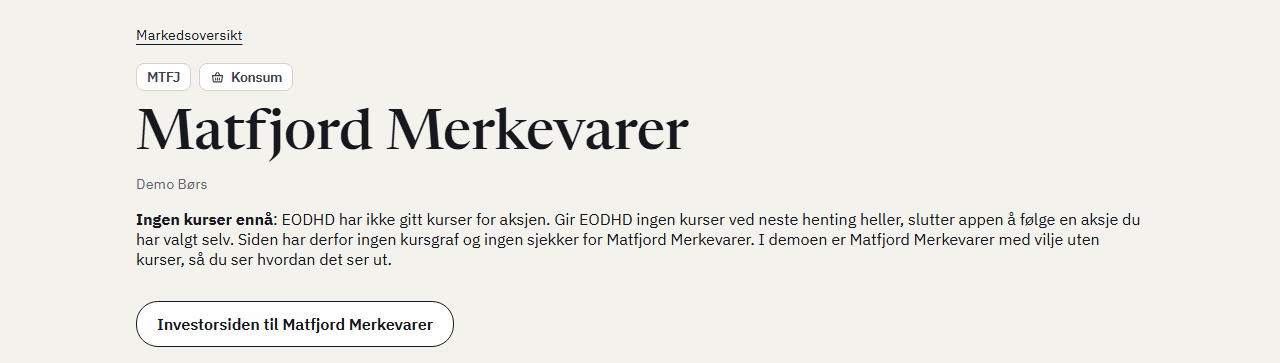 Markedsoversikt
MTFJ Konsum
Matfjord Merkevarer
Demo Børs
Ingen kurser ennå: EODHD har ikke gitt kurser for aksjen. Gir EODHD ingen kurser ved neste henting heller, slutter appen å følge en aksje du
har valgt selv. Siden har derfor ingen kursgraf og ingen sjekker for Matfjord Merkevarer. I demoen er Matfjord Merkevarer med vilje uten
kurser, så du ser hvordan det ser ut.
Investorsiden til Matfjord Merkevarer